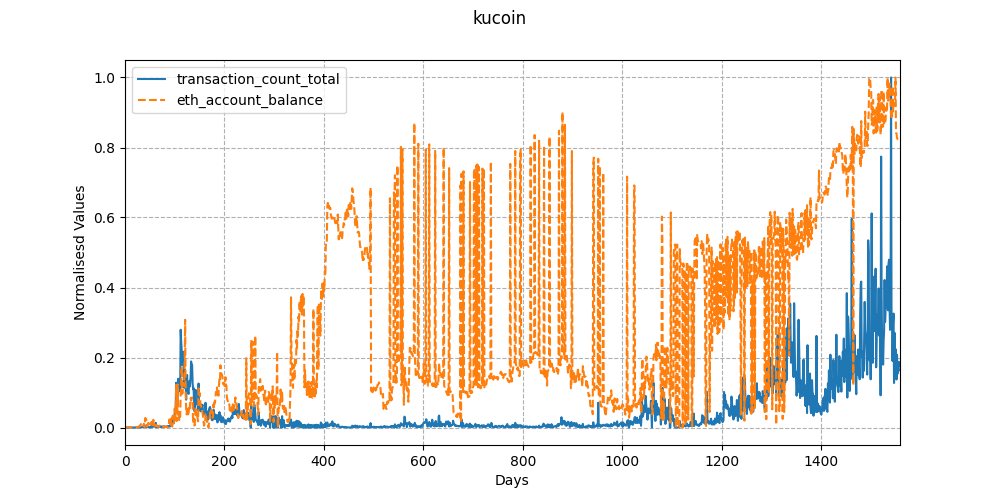 kucoin
transaction_count_total
eth_account_balance
1.0
0.8
0.6
0.4
0.2
0.0
Normalisesd Values
0 200 400 600 800 1000 1200 1400
Days